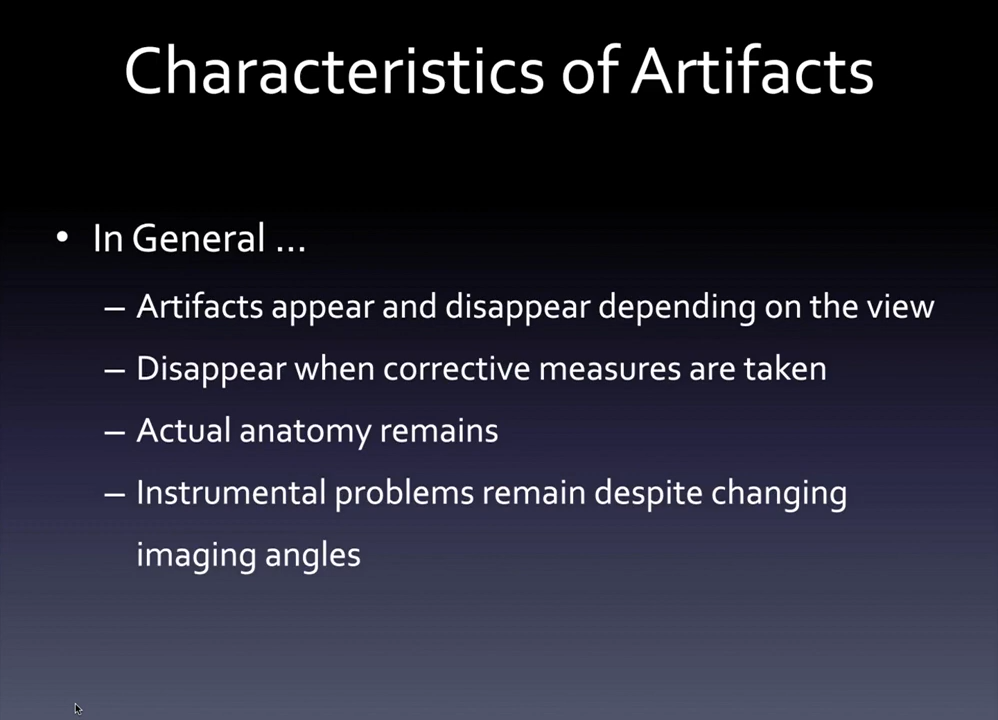 Characteristics of Artifacts
• In General ...
– Artifacts appear and disappear depending on the view
– Disappear when corrective measures are taken
– Actual anatomy remains
– Instrumental problems remain despite changing
imaging angles